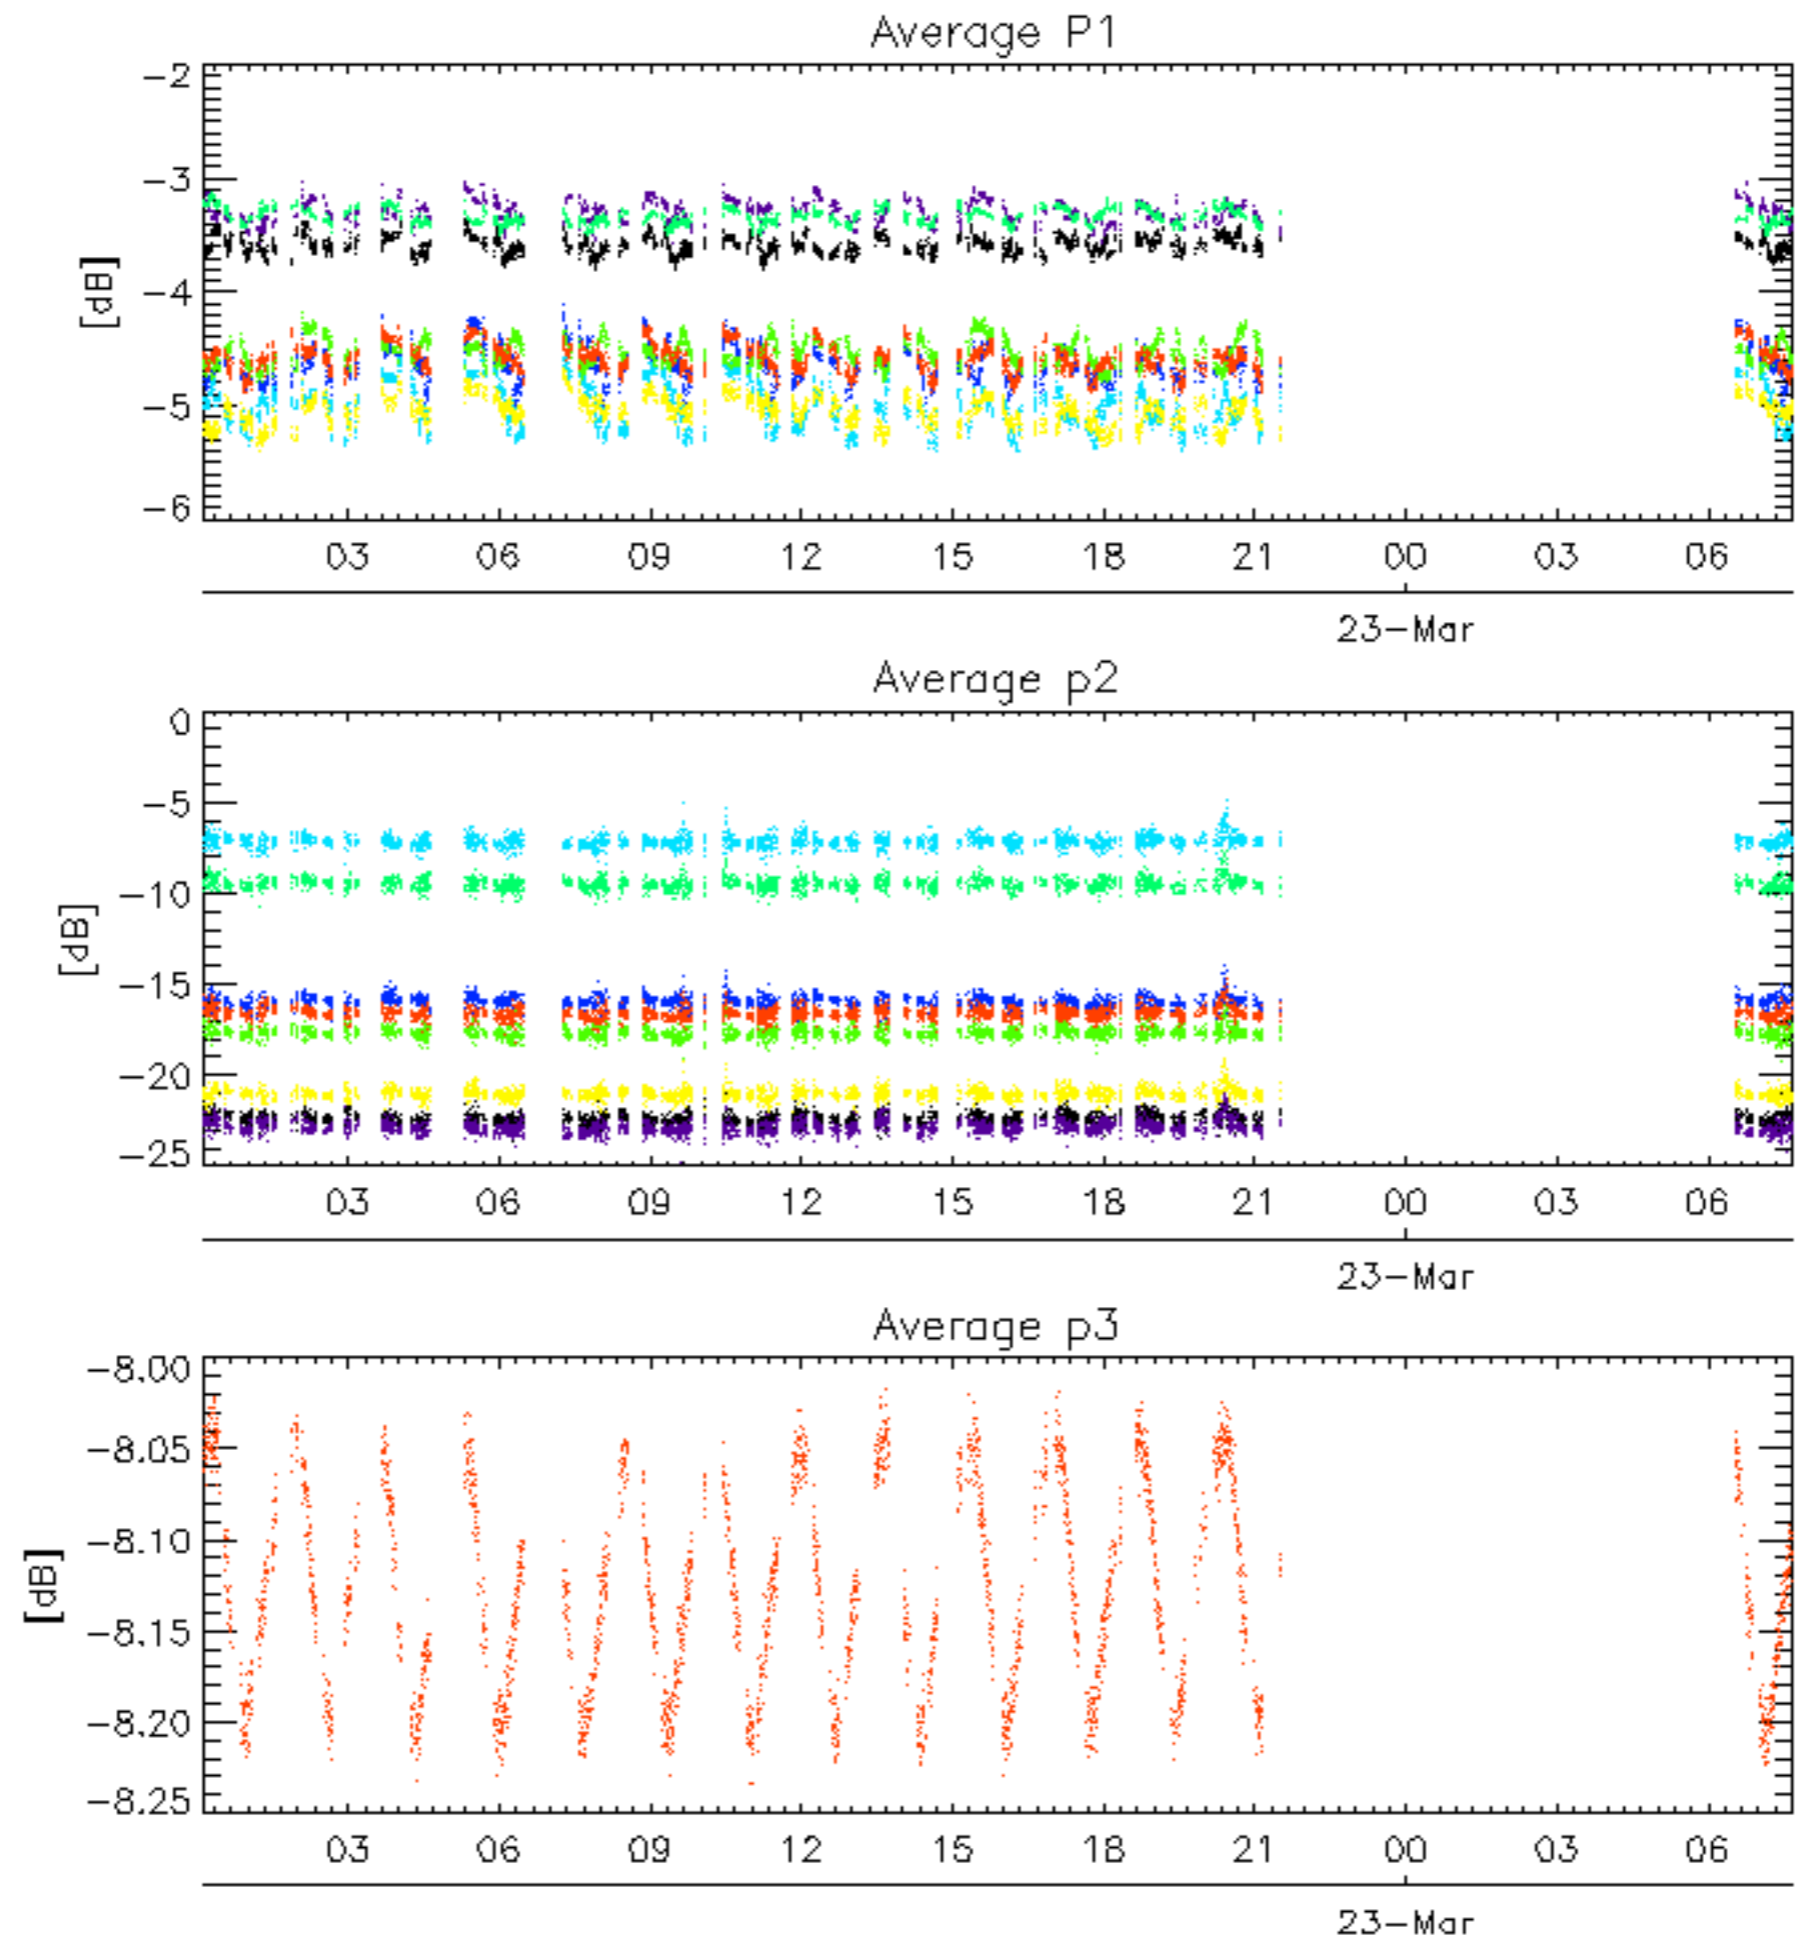 Average P1
-2
-3
-4
-5
-6
[dB]
03 06 09 12 15 18 21 00 03 06
23-Mar
Average p2
0
-5
-10
-15
-20
-25
[dB]
03 06 09 12 15 18 21 00 03 06
23-Mar
Average p3
-8.00
-8.05
-8.10
-8.15
-8.20
-8.25
[dB]
03 06 09 12 15 18 21 00 03 06
23-Mar